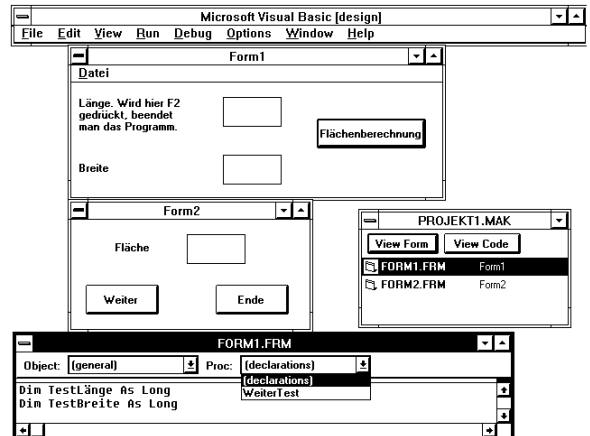 Microsoft Visual Basic [design]
File Edit View Run Debug Options Window Help
Form1
Datei
Länge. Wird hier F2
gedrückt, beendet
man das Programm.
Flächenberechnung
Breite
Form2
Fläche
Weiter Ende
PROJEKT1.MAK
View Form View Code
FORM1.FRM Form1
FORM2.FRM Form2
FORM1.FRM
Object: (general) Proc: (declarations)
(declarations)
WeiterTest
Dim TestLänge As Long
Dim TestBreite As Long